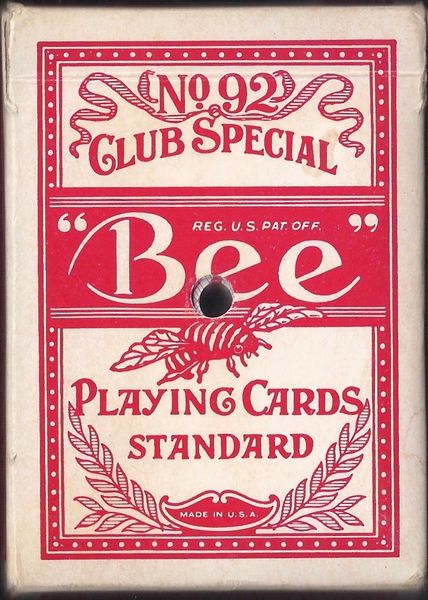 No 92
CLUB SPECIAL
REG. U.S. PAT. OFF.
"Bee"
PLAYING CARDS
STANDARD
MADE IN U.S.A.